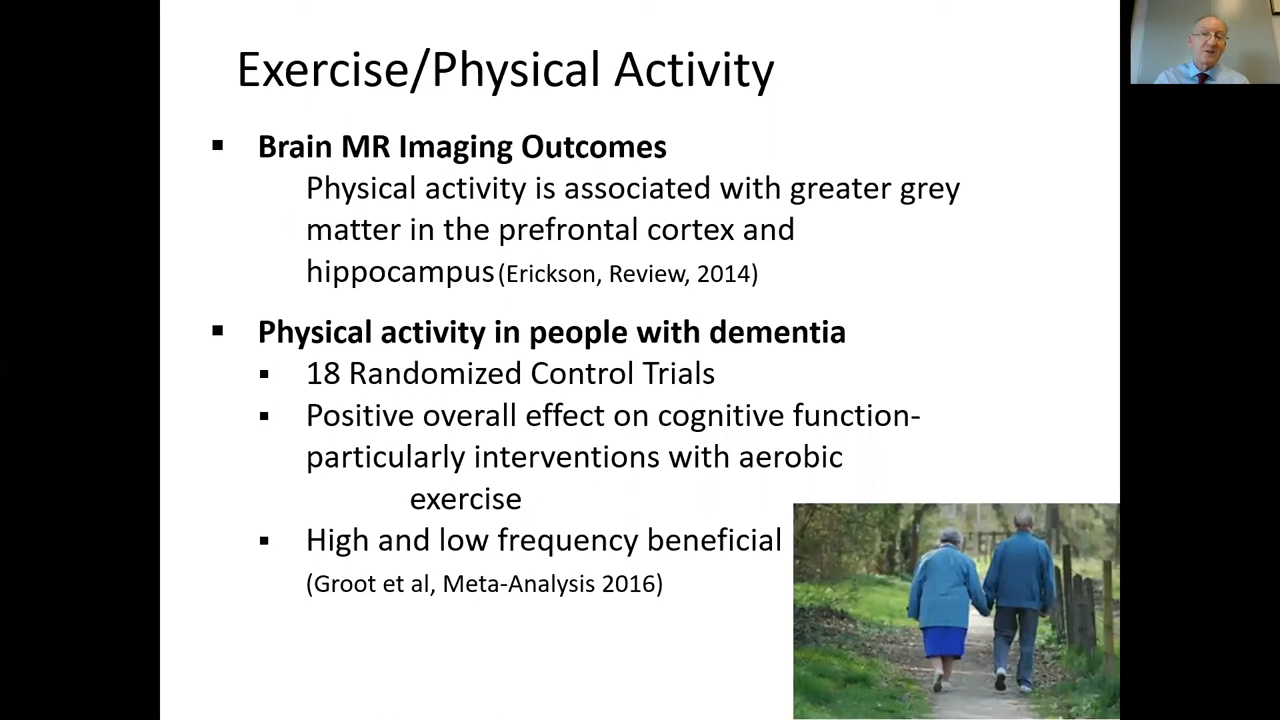 Exercise/Physical Activity
▪ Brain MR Imaging Outcomes
Physical activity is associated with greater grey
matter in the prefrontal cortex and
hippocampus (Erickson, Review, 2014)
▪ Physical activity in people with dementia
▪ 18 Randomized Control Trials
▪ Positive overall effect on cognitive function-
particularly interventions with aerobic
exercise
▪ High and low frequency beneficial
(Groot et al, Meta-Analysis 2016)